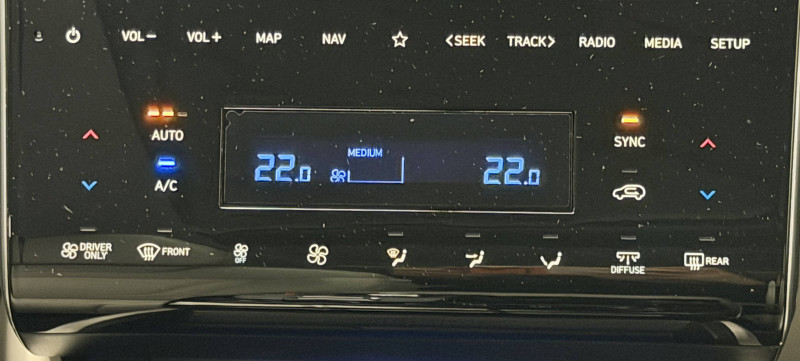 VOL− VOL+ MAP NAV <SEEK TRACK> RADIO MEDIA SETUP
AUTO
SYNC
MEDIUM
22.0 22.0
A/C
DRIVER ONLY
FRONT
OFF
DIFFUSE
REAR